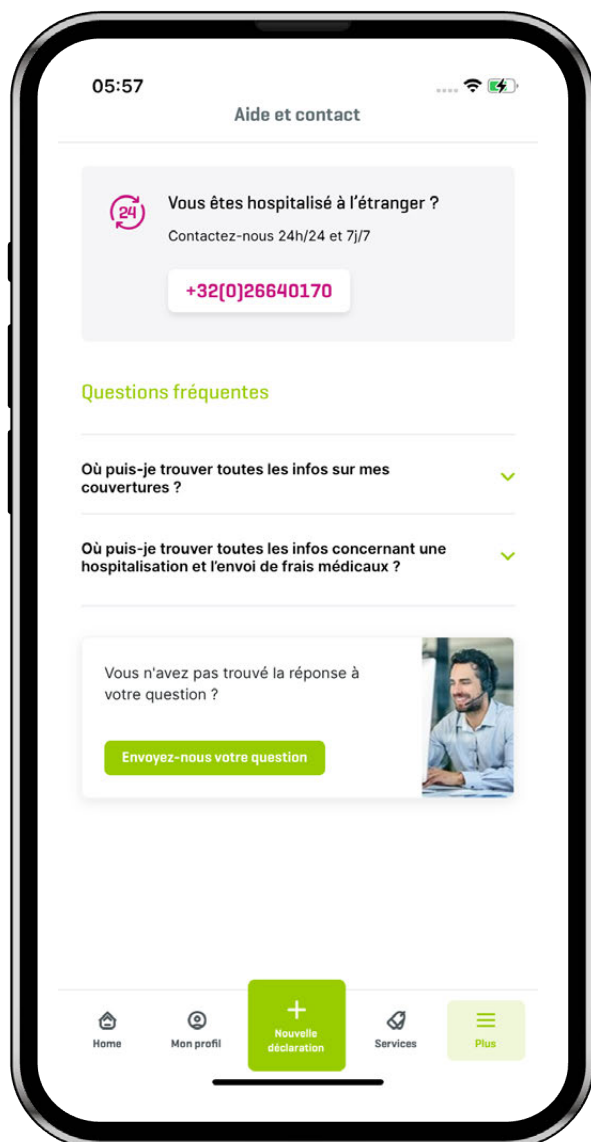 05:57
Aide et contact
24
Vous êtes hospitalisé à l'étranger ?
Contactez-nous 24h/24 et 7j/7
+32(0)26640170
Questions fréquentes
Où puis-je trouver toutes les infos sur mes
couvertures ?
Où puis-je trouver toutes les infos concernant une
hospitalisation et l'envoi de frais médicaux ?
Vous n'avez pas trouvé la réponse à
votre question ?
Envoyez-nous votre question
Home
Mon profil
Nouvelle
déclaration
Services
Plus